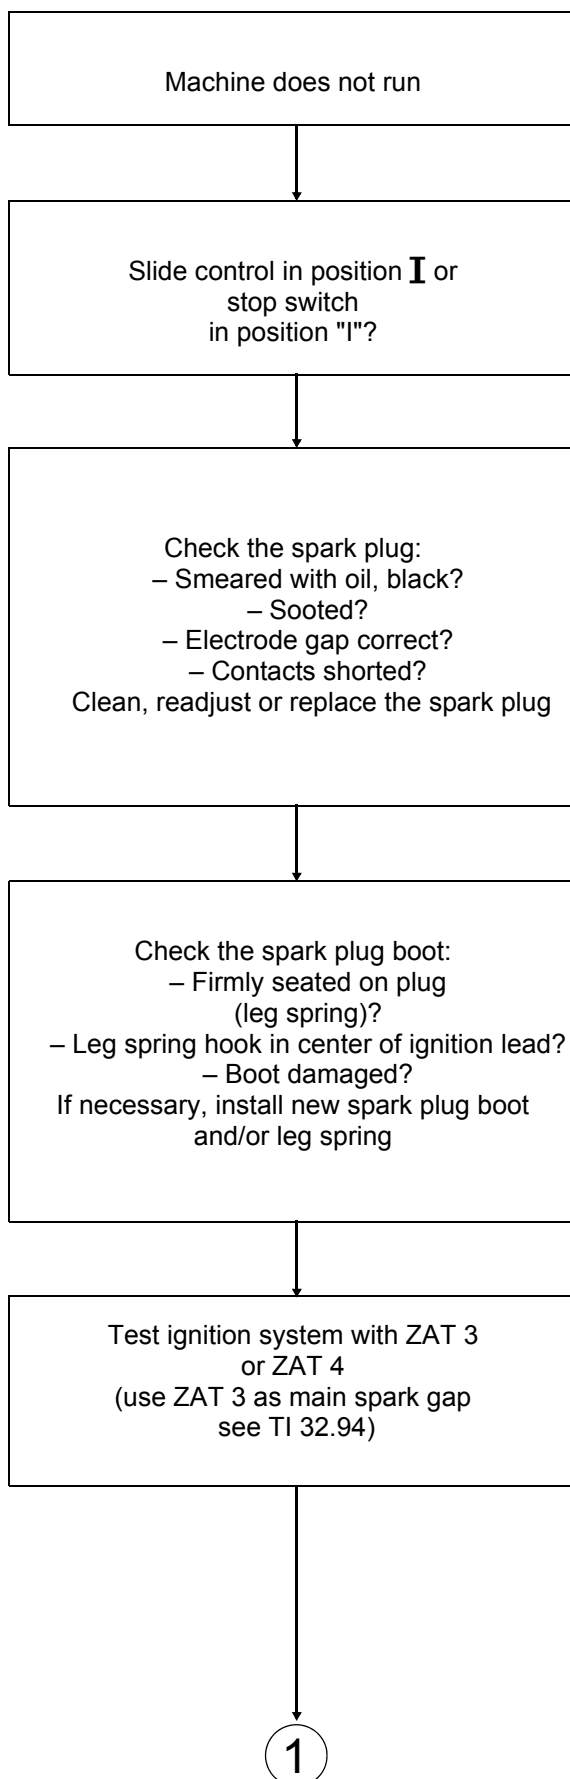 Machine does not run
Slide control in position I or
stop switch
in position "I"?
Check the spark plug:
– Smeared with oil, black?
– Sooted?
– Electrode gap correct?
– Contacts shorted?
Clean, readjust or replace the spark plug
Check the spark plug boot:
– Firmly seated on plug
(leg spring)?
– Leg spring hook in center of ignition lead?
– Boot damaged?
If necessary, install new spark plug boot
and/or leg spring
Test ignition system with ZAT 3
or ZAT 4
(use ZAT 3 as main spark gap
see TI 32.94)
1